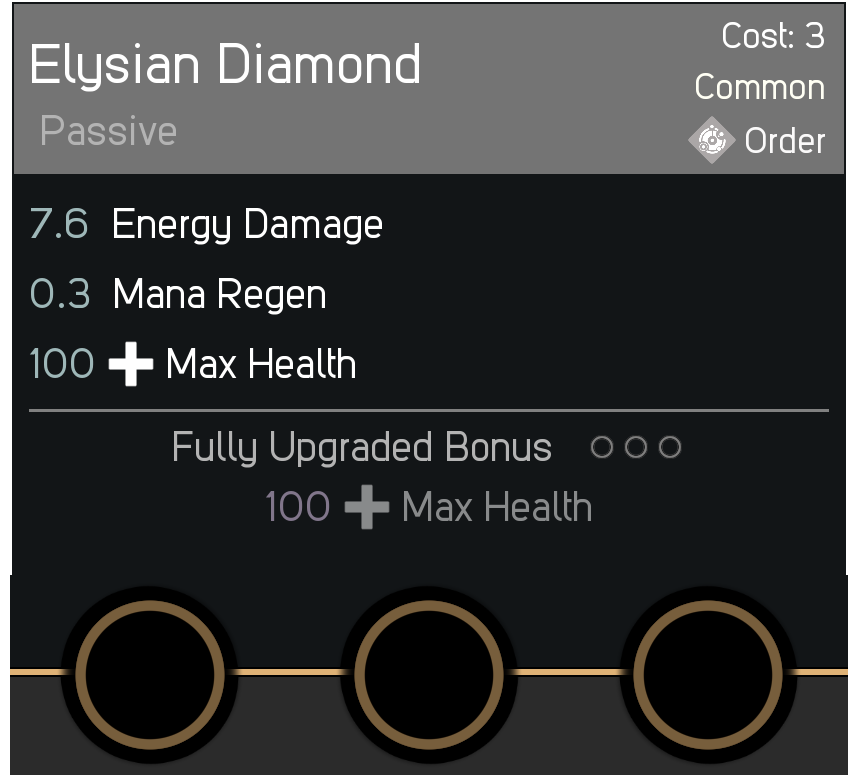 Elysian Diamond
Passive
Cost: 3
Common
Order
7.6 Energy Damage
0.3 Mana Regen
100 Max Health
Fully Upgraded Bonus
100 Max Health